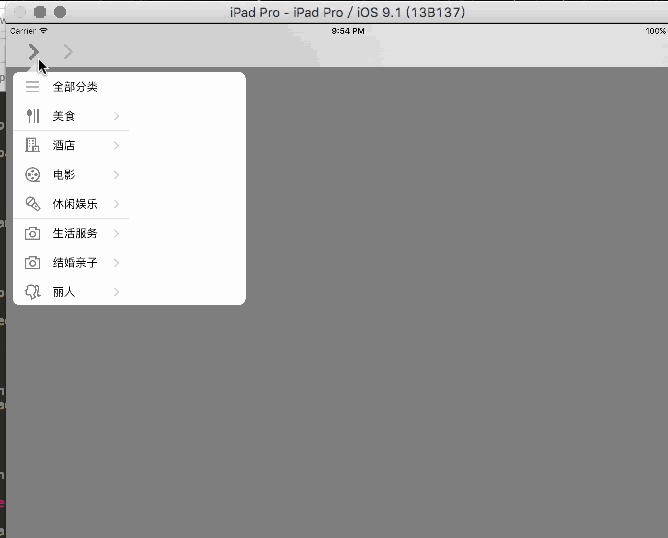 iPad Pro - iPad Pro / iOS 9.1 (13B137)
Carrier 9:54 PM 100%
全部分类
美食
酒店
电影
休闲娱乐
生活服务
结婚亲子
丽人